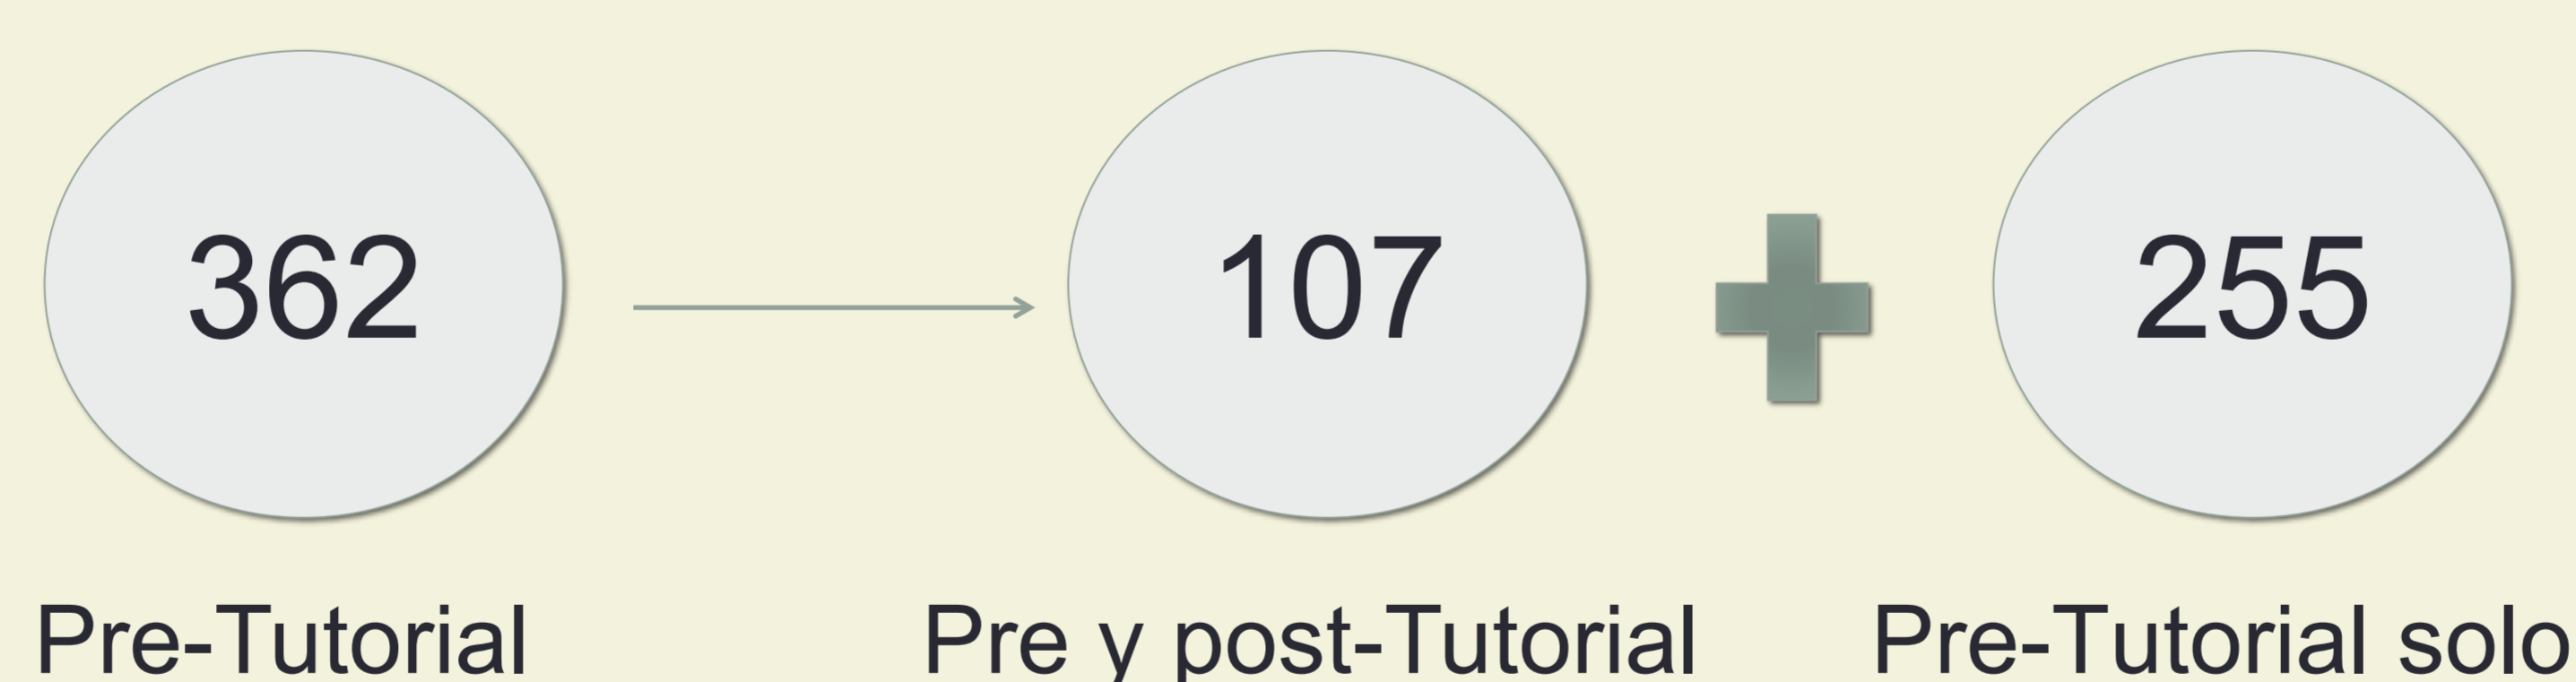 362
107
255
Pre-Tutorial
Pre y post-Tutorial
Pre-Tutorial solo